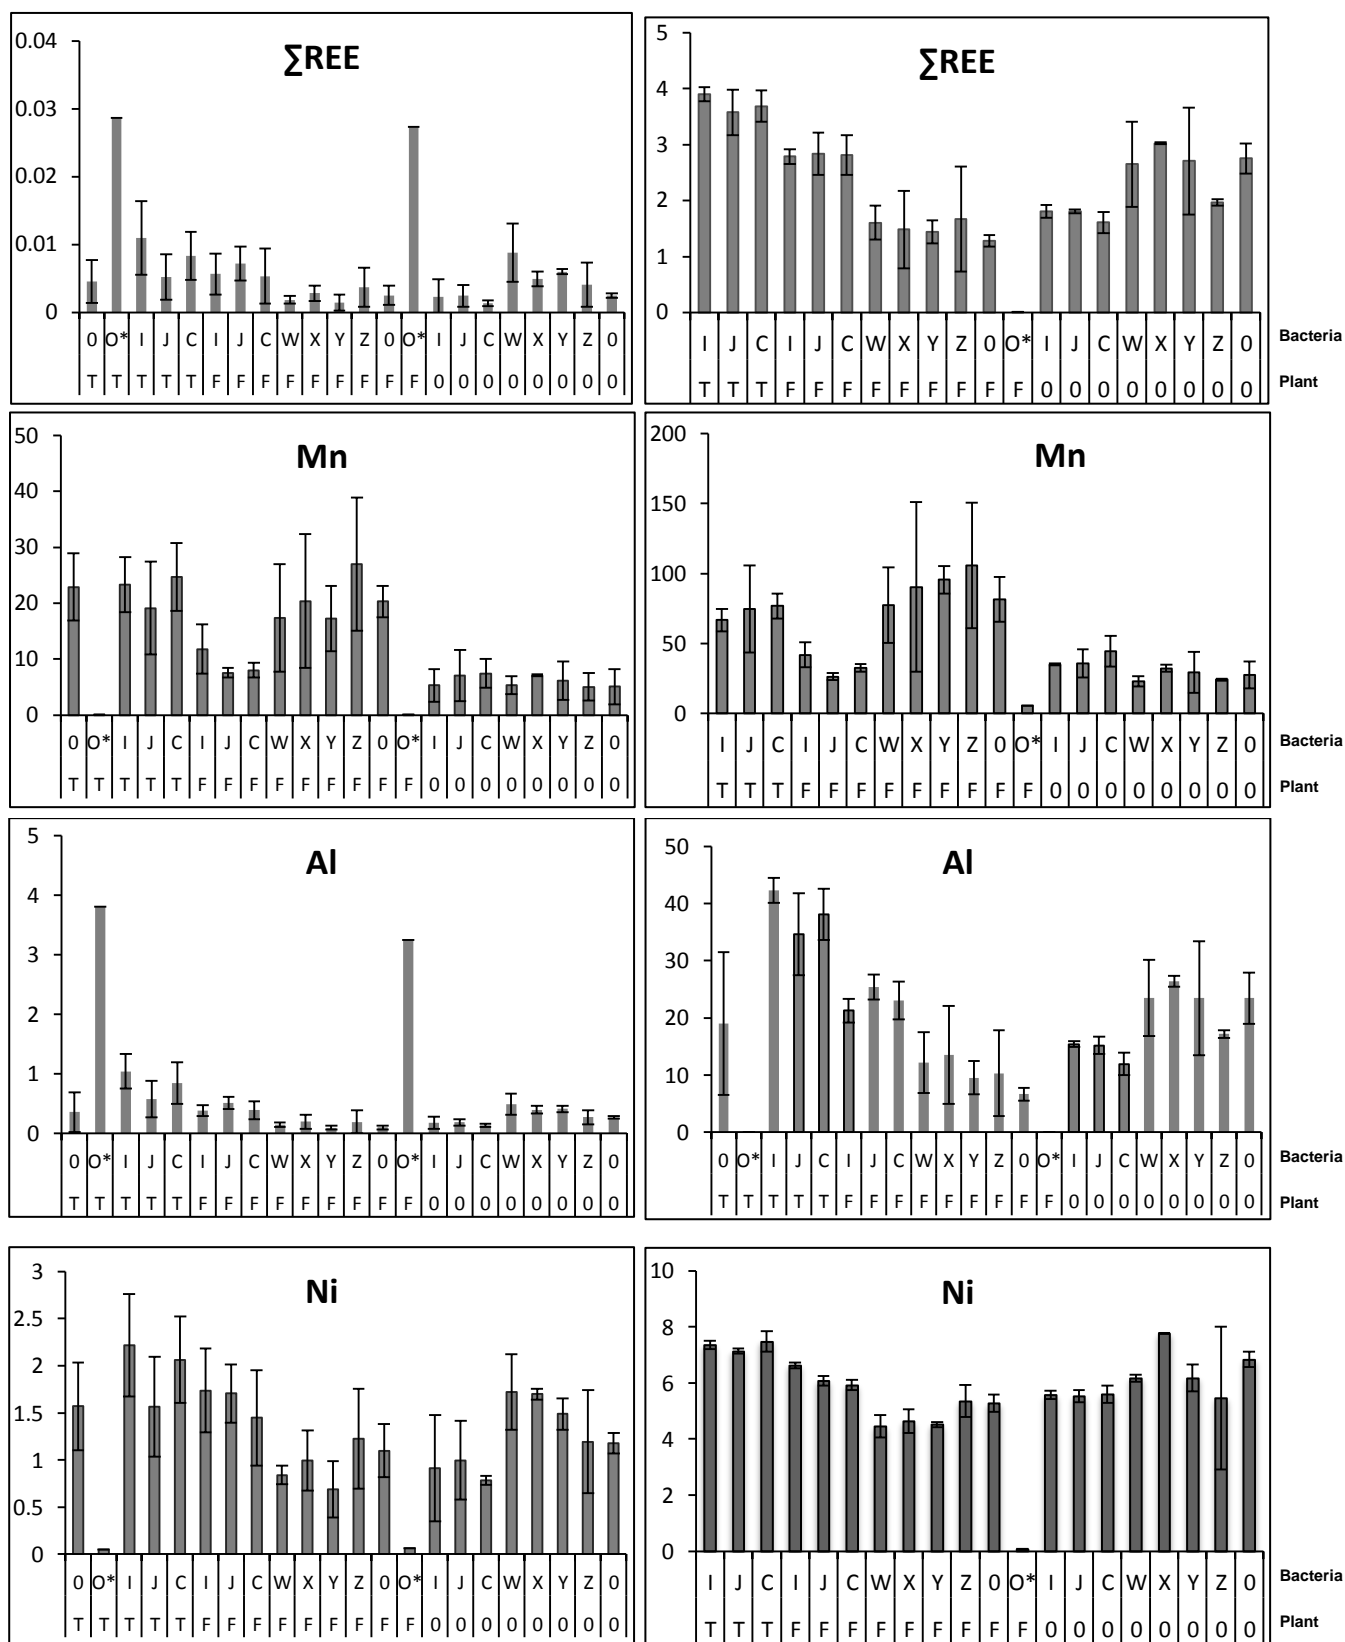 ∑REE
0.04
0.03
0.02
0.01
0
0 O* I J C I J C W X Y Z 0 O* I J C W X Y Z 0
T T T T T F F F F F F F F F 0 0 0 0 0 0 0 0
∑REE
5
4
3
2
1
0
I J C I J C W X Y Z 0 O* I J C W X Y Z 0 Bacteria
T T T F F F F F F F F F 0 0 0 0 0 0 0 0 Plant
Mn
50
40
30
20
10
0
0 O* I J C I J C W X Y Z 0 O* I J C W X Y Z 0
T T T T T F F F F F F F F F 0 0 0 0 0 0 0 0
Mn
200
150
100
50
0
I J C I J C W X Y Z 0 O* I J C W X Y Z 0 Bacteria
T T T F F F F F F F F F 0 0 0 0 0 0 0 0 Plant
Al
5
4
3
2
1
0
0 O* I J C I J C W X Y Z 0 O* I J C W X Y Z 0
T T T T T F F F F F F F F F 0 0 0 0 0 0 0 0
Al
50
40
30
20
10
0
0 O* I J C I J C W X Y Z 0 O* I J C W X Y Z 0 Bacteria
T T T T T F F F F F F F F F 0 0 0 0 0 0 0 0 Plant
Ni
3
2.5
2
1.5
1
0.5
0
0 O* I J C I J C W X Y Z 0 O* I J C W X Y Z 0
T T T T T F F F F F F F F F 0 0 0 0 0 0 0 0
Ni
10
8
6
4
2
0
I J C I J C W X Y Z 0 O* I J C W X Y Z 0 Bacteria
T T T F F F F F F F F F 0 0 0 0 0 0 0 0 Plant